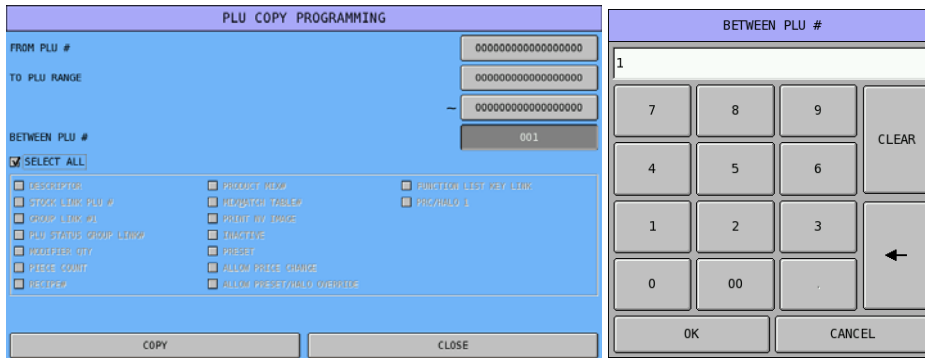 PLU COPY PROGRAMMING
FROM PLU # 000000000000000000
TO PLU RANGE 000000000000000000
~ 000000000000000000
BETWEEN PLU # 001
SELECT ALL
DESCRIPTOR PRODUCT MIX# FUNCTION LIST KEY LINK
STOCK LINK PLU # MIX/MATCH TABLE# PRC/HALO 1
GROUP LINK #1 PRINT NV IMAGE
PLU STATUS GROUP LINK# INACTIVE
MODIFIER QTY PRESET
PIECE COUNT ALLOW PRICE CHANGE
RECIPE# ALLOW PRESET/HALO OVERRIDE
COPY CLOSE
BETWEEN PLU #
1
7 8 9 CLEAR
4 5 6
1 2 3
0 00 .
OK CANCEL